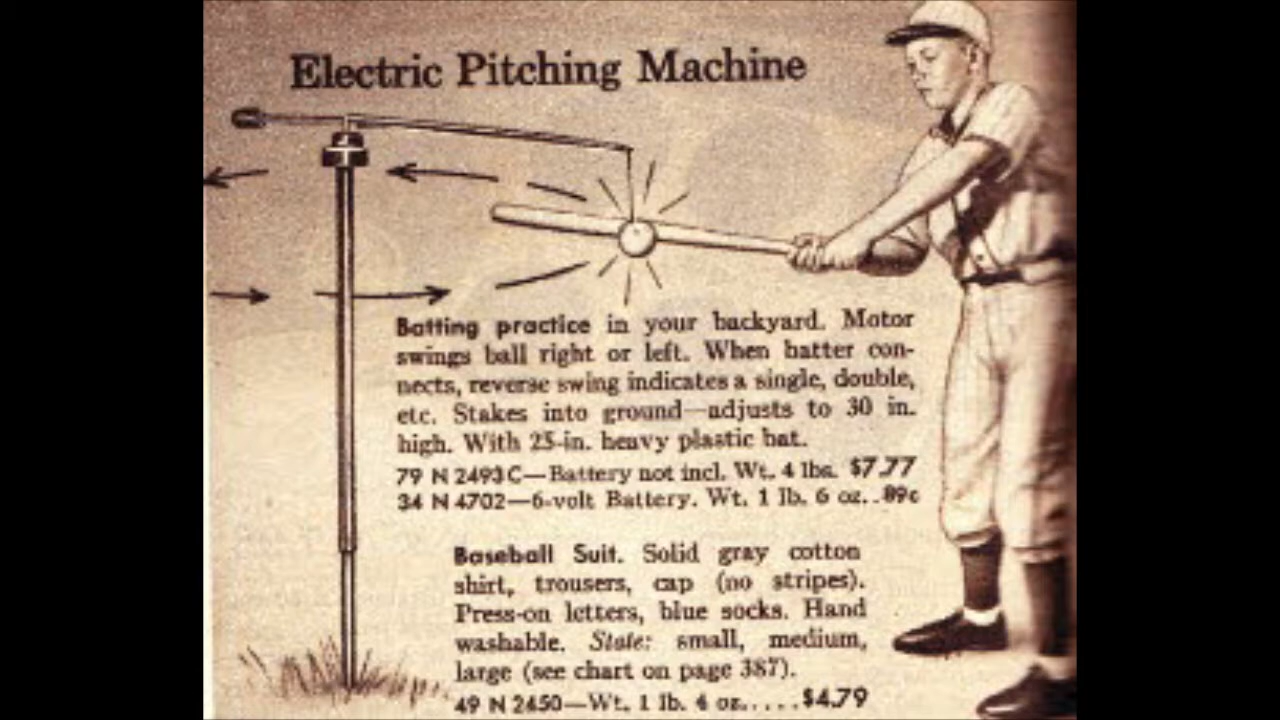 Electric Pitching Machine
Batting practice in your backyard. Motor
swings ball right or left. When batter con-
nects, reverse swing indicates a single, double,
etc. Stakes into ground—adjusts to 30 in.
high. With 25-in. heavy plastic bat.
79 N 2493C—Battery not incl. Wt. 4 lbs. $7.77
34 N 4702—6-volt Battery. Wt. 1 lb. 6 oz..89c
Baseball Suit. Solid gray cotton
shirt, trousers, cap (no stripes).
Press-on letters, blue socks. Hand
washable. State: small, medium,
large (see chart on page 387).
49 N 2450—Wt. 1 lb. 4 oz.....$4.79